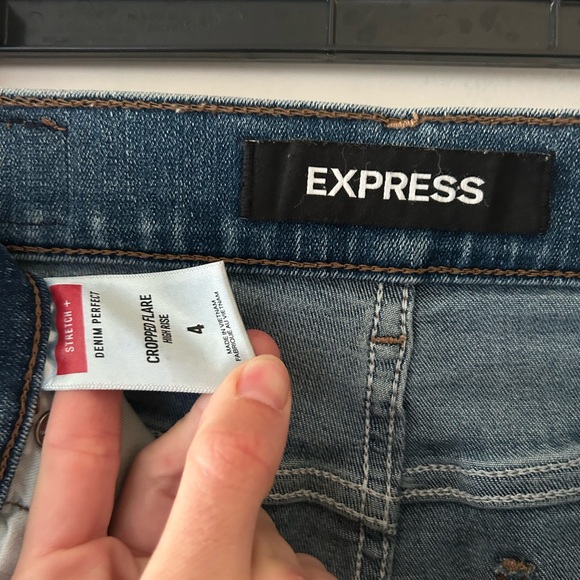 EXPRESS
STRETCH +
DENIM PERFECT
CROPPED FLARE
HIGH RISE
4
MADE IN VIETNAM
FABRIQUÉ AU VIETNAM